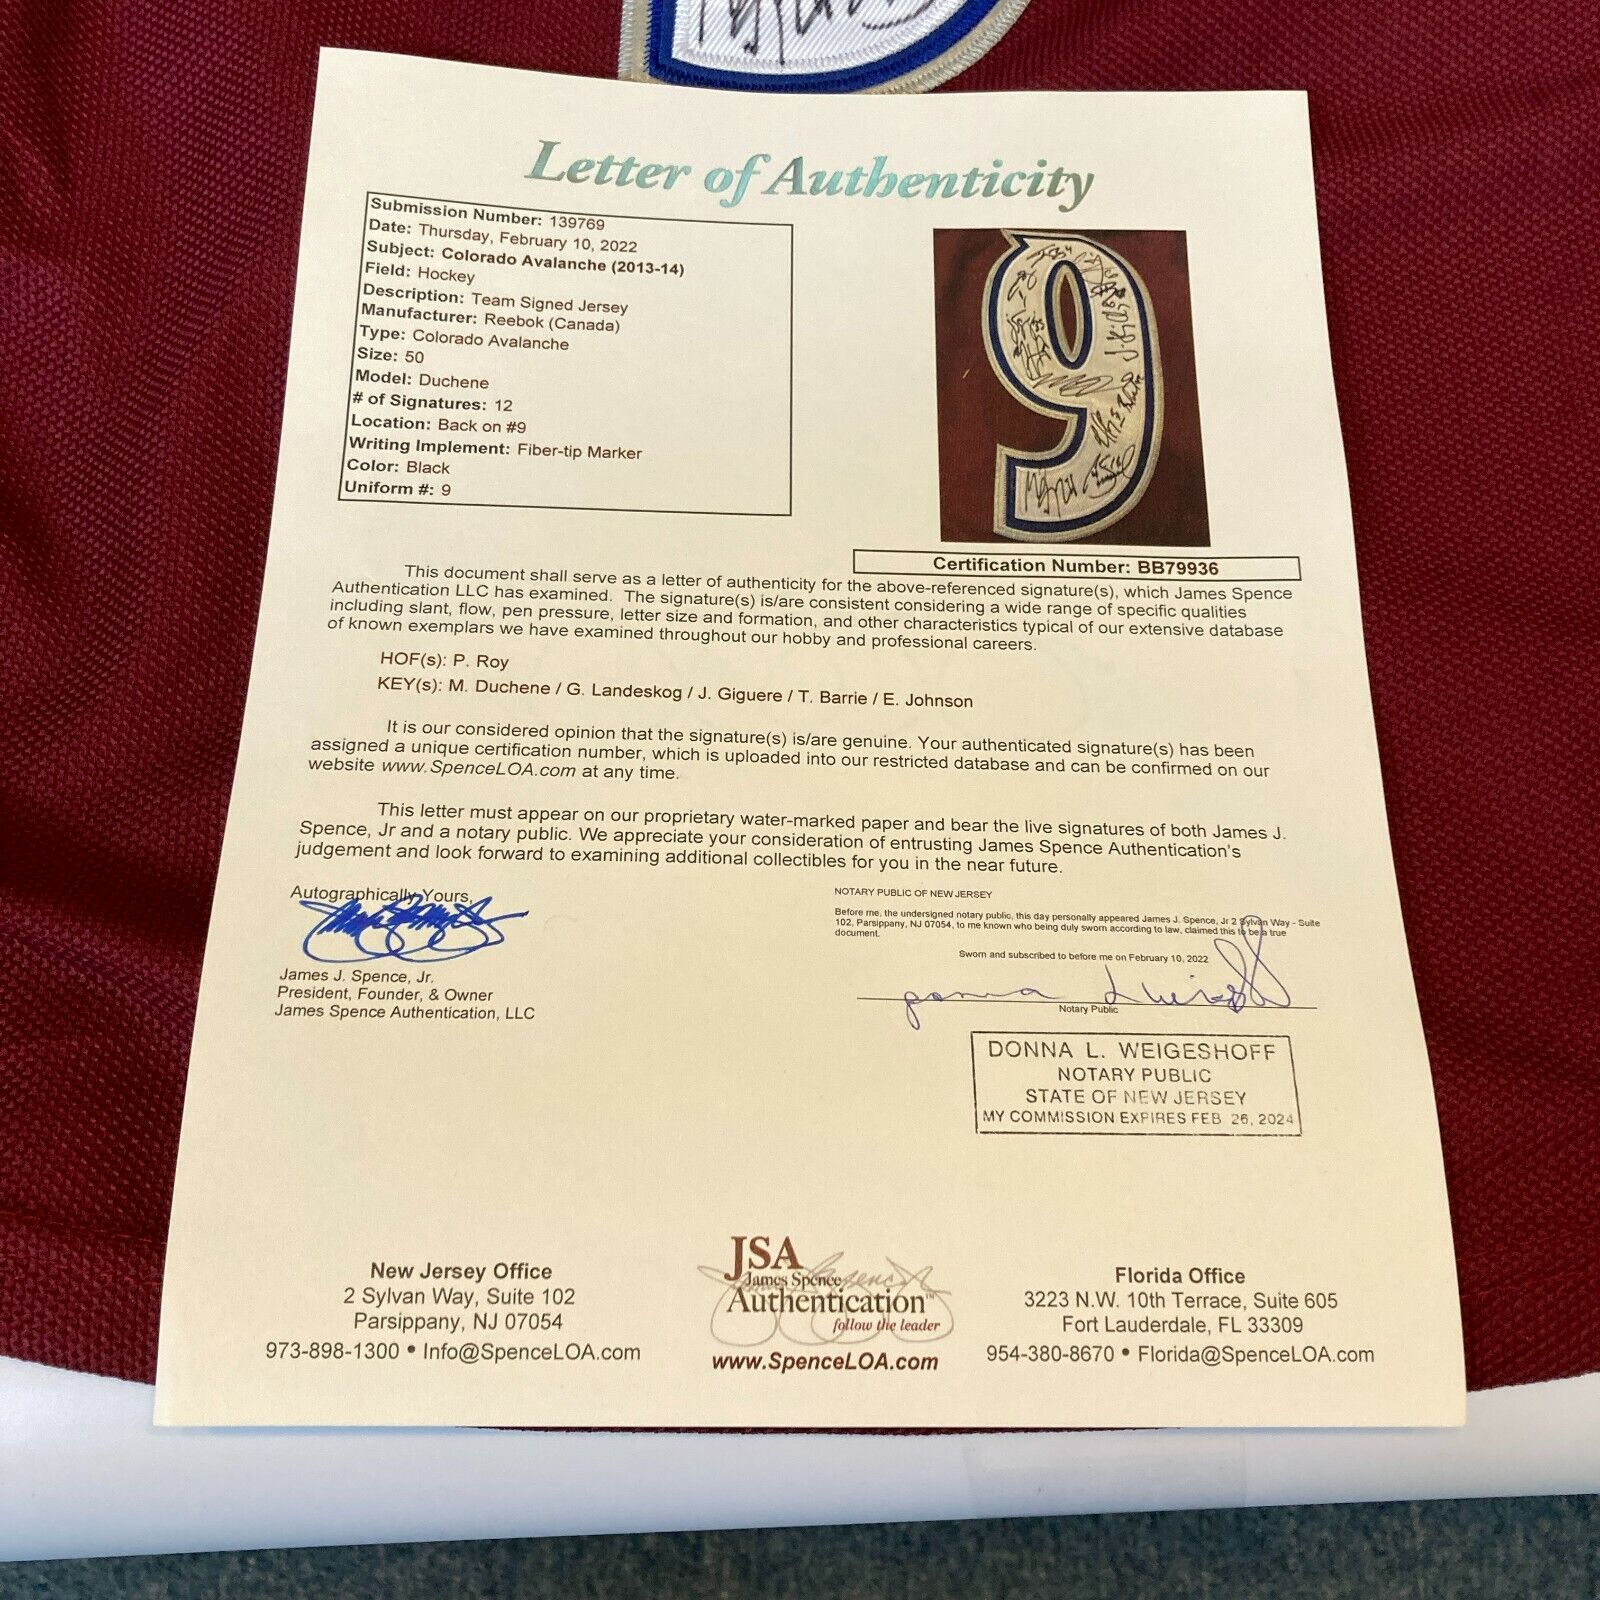 Letter of Authenticity
Submission Number: 139769
Date: Thursday, February 10, 2022
Subject: Colorado Avalanche (2013-14)
Field: Hockey
Description: Team Signed Jersey
Manufacturer: Reebok (Canada)
Type: Colorado Avalanche
Size: 50
Model: Duchene
# of Signatures: 12
Location: Back on #9
Writing Implement: Fiber-tip Marker
Color: Black
Uniform #: 9
9
Certification Number: BB79936
This document shall serve as a letter of authenticity for the above-referenced signature(s), which James Spence
Authentication LLC has examined. The signature(s) is/are consistent considering a wide range of specific qualities
including slant, flow, pen pressure, letter size and formation, and other characteristics typical of our extensive database
of known exemplars we have examined throughout our hobby and professional careers.
HOF(s): P. Roy
KEY(s): M. Duchene / G. Landeskog / J. Giguere / T. Barrie / E. Johnson
It is our considered opinion that the signature(s) is/are genuine. Your authenticated signature(s) has been
assigned a unique certification number, which is uploaded into our restricted database and can be confirmed on our
website www.SpenceLOA.com at any time.
This letter must appear on our proprietary water-marked paper and bear the live signatures of both James J.
Spence, Jr and a notary public. We appreciate your consideration of entrusting James Spence Authentication's
judgement and look forward to examining additional collectibles for you in the near future.
Autographically Yours,
James J. Spence, Jr.
President, Founder, & Owner
James Spence Authentication, LLC
NOTARY PUBLIC OF NEW JERSEY
Before me, the undersigned notary public, this day personally appeared James J. Spence, Jr 2 Sylvan Way - Suite
102, Parsippany, NJ 07054, to me known who being duly sworn according to law, claimed this to be a true
document.
Sworn and subscribed to before me on February 10, 2022
Notary Public
DONNA L. WEIGESHOFF
NOTARY PUBLIC
STATE OF NEW JERSEY
MY COMMISSION EXPIRES FEB 26, 2024
New Jersey Office
2 Sylvan Way, Suite 102
Parsippany, NJ 07054
973-898-1300 • Info@SpenceLOA.com
JSA
James Spence
Authentication™
follow the leader
www.SpenceLOA.com
Florida Office
3223 N.W. 10th Terrace, Suite 605
Fort Lauderdale, FL 33309
954-380-8670 • Florida@SpenceLOA.com